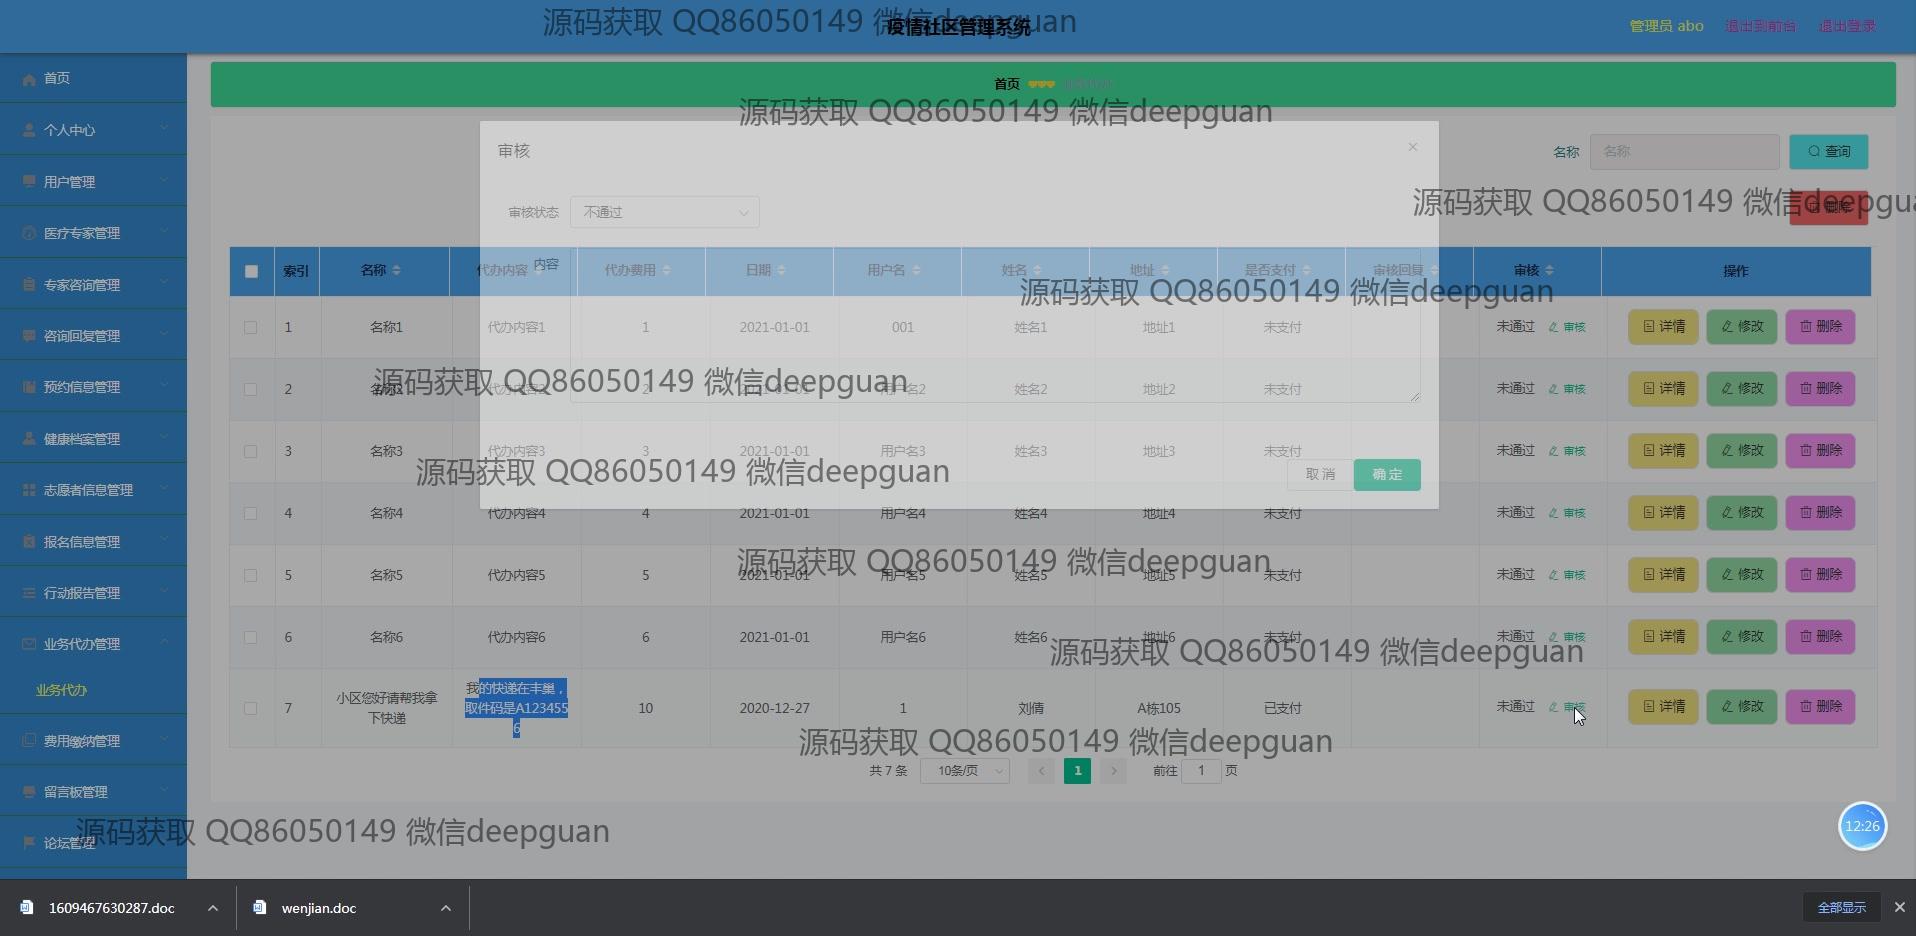 疫情社区管理系统
管理员 abo 退出到前台 退出登录
源码获取 QQ86050149 微信deepguan
首页
个人中心
用户管理
医疗专家管理
专家咨询管理
咨询回复管理
预约信息管理
健康档案管理
志愿者信息管理
报名信息管理
行动报告管理
业务代办管理
业务代办
费用缴纳管理
留言板管理
论坛管理
首页
源码获取 QQ86050149 微信deepguan
名称 名称 查询
源码获取 QQ86050149 微信deepgua
删除
审核
审核状态 不通过
内容
取 消 确 定
索引 名称 代办内容 代办费用 日期 用户名 姓名 地址 是否支付 审核回复 审核 操作
源码获取 QQ86050149 微信deepguan
1 名称1 代办内容1 1 2021-01-01 001 姓名1 地址1 未支付 未通过 审核 详情 修改 删除
2 名称2 代办内容2 2 2021-01-01 用户名2 姓名2 地址2 未支付 未通过 审核 详情 修改 删除
源码获取 QQ86050149 微信deepguan
3 名称3 代办内容3 3 2021-01-01 用户名3 姓名3 地址3 未支付 未通过 审核 详情 修改 删除
源码获取 QQ86050149 微信deepguan
4 名称4 代办内容4 4 2021-01-01 用户名4 姓名4 地址4 未支付 未通过 审核 详情 修改 删除
源码获取 QQ86050149 微信deepguan
5 名称5 代办内容5 5 2021-01-01 用户名5 姓名5 地址5 未支付 未通过 审核 详情 修改 删除
6 名称6 代办内容6 6 2021-01-01 用户名6 姓名6 地址6 未支付 未通过 审核 详情 修改 删除
源码获取 QQ86050149 微信deepguan
7 小区您好请帮我拿下快递 我的快递在丰巢，取件码是A1234556 10 2020-12-27 1 刘倩 A栋105 已支付 未通过 审核 详情 修改 删除
源码获取 QQ86050149 微信deepguan
共 7 条 10条/页 1 前往 1 页
源码获取 QQ86050149 微信deepguan
12:26
1609467630287.doc wenjian.doc 全部显示